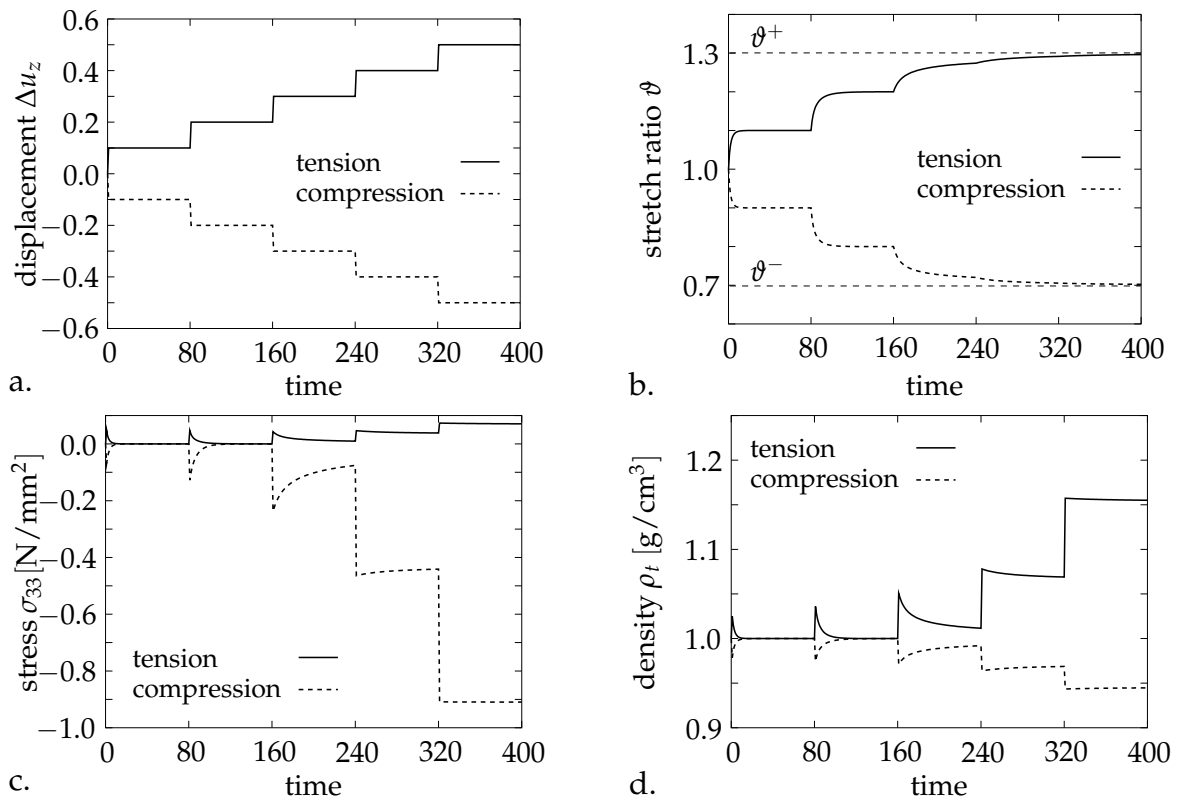 displacement Δu_z
0.6
0.4
0.2
0.0
−0.2
−0.4
−0.6
tension
compression
0 80 160 240 320 400
a. time
stretch ratio ϑ
1.3
1.0
0.7
ϑ+
ϑ−
tension
compression
0 80 160 240 320 400
b. time
stress σ33[N/mm2]
0.0
−0.2
−0.4
−0.6
−0.8
−1.0
tension
compression
0 80 160 240 320 400
c. time
density ρt [g/cm3]
1.2
1.1
1.0
0.9
tension
compression
0 80 160 240 320 400
d. time